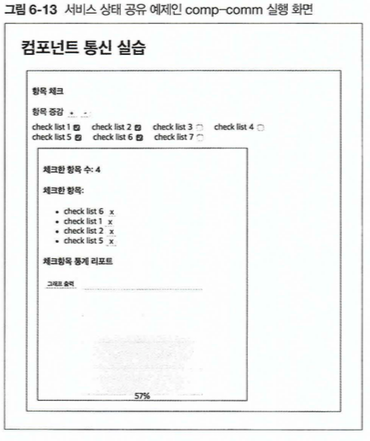 그림 6-13 서비스 상태 공유 예제인 comp-comm 실행 화면
컴포넌트 통신 실습
항목 체크
항목 증감 + -
check list 1 check list 2 check list 3 check list 4
check list 5 check list 6 check list 7
체크한 항목 수: 4
체크한 항목:
• check list 6 x
• check list 1 x
• check list 2 x
• check list 5 x
체크항목 통계 리포트
그래프 출력
57%